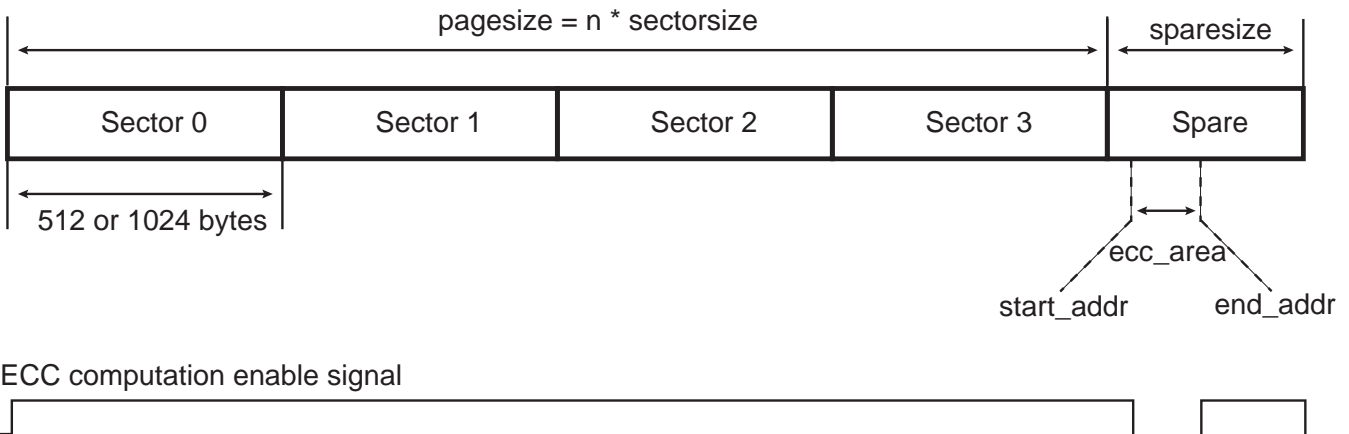 pagesize = n * sectorsize
sparesize
Sector 0
Sector 1
Sector 2
Sector 3
Spare
512 or 1024 bytes
ecc_area
start_addr
end_addr
ECC computation enable signal